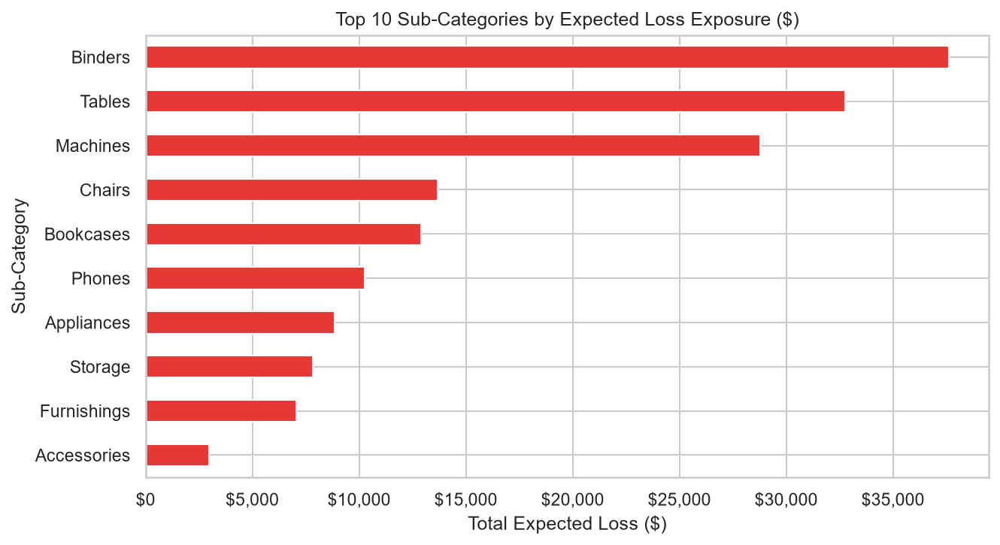 Top 10 Sub-Categories by Expected Loss Exposure ($)
Sub-Category
Binders
Tables
Machines
Chairs
Bookcases
Phones
Appliances
Storage
Furnishings
Accessories
$0 $5,000 $10,000 $15,000 $20,000 $25,000 $30,000 $35,000
Total Expected Loss ($)